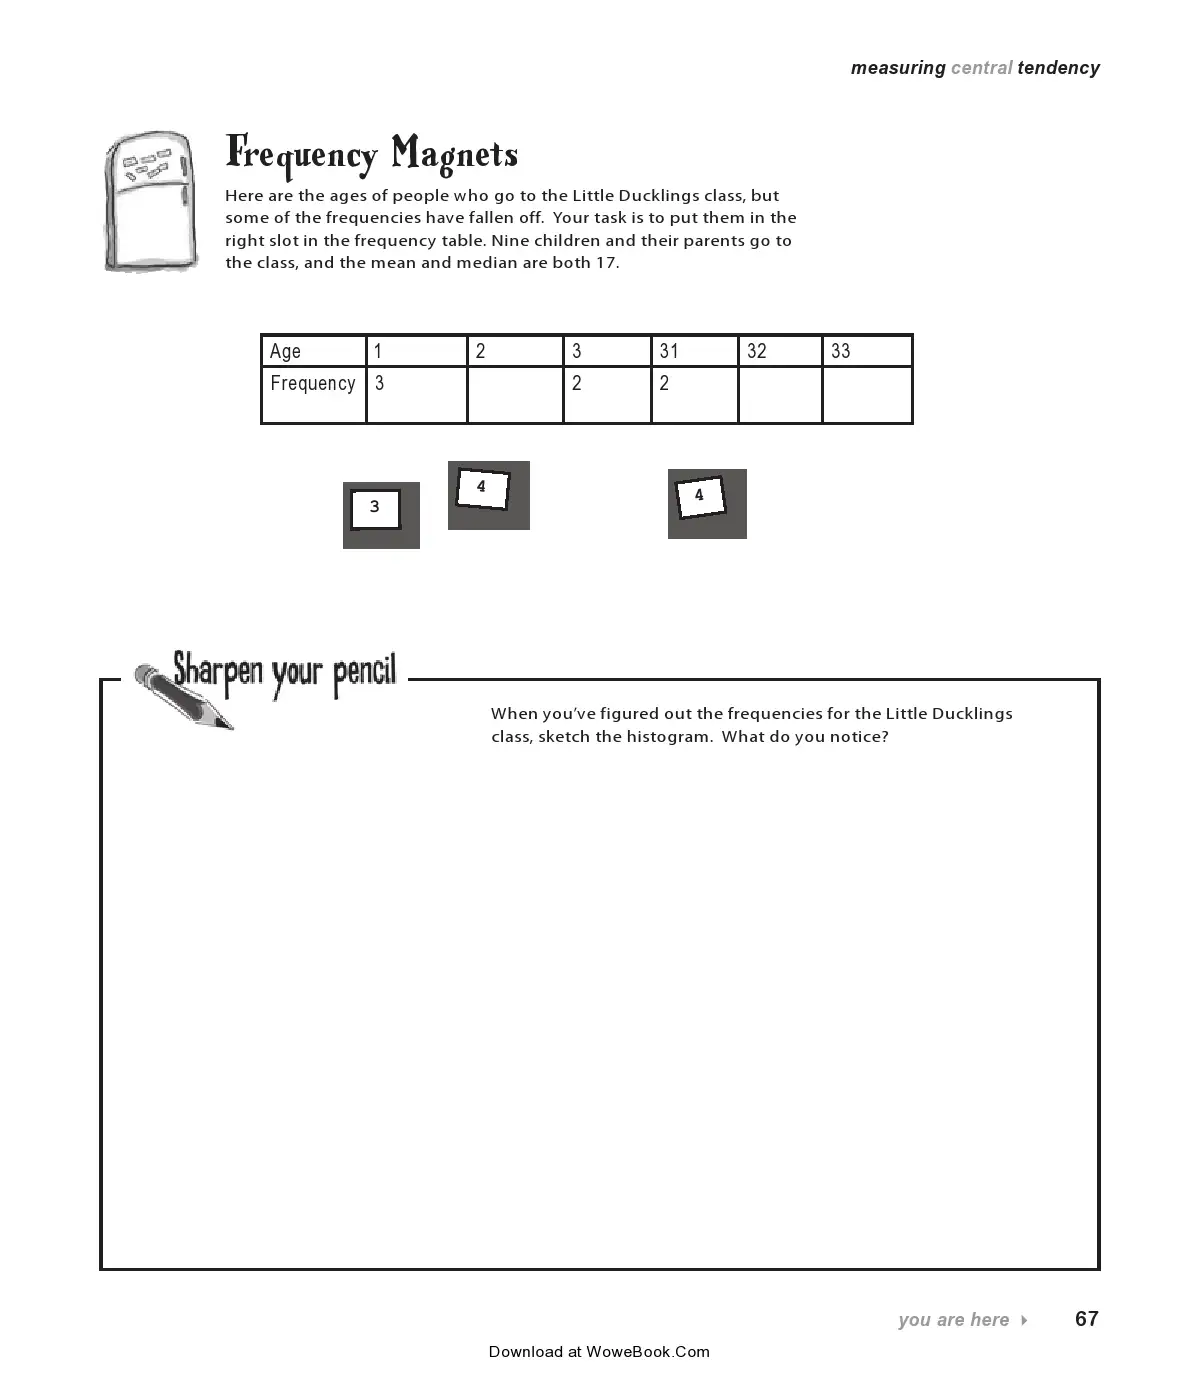 measuring central tendency
Frequency Magnets
Here are the ages of people who go to the Little Ducklings class, but
some of the frequencies have fallen off.  Your task is to put them in the
right slot in the frequency table. Nine children and their parents go to
the class, and the mean and median are both 17.
Age 1 2 3 31 32 33
Frequency 3 2 2
3 4 4
Sharpen your pencil
When you’ve figured out the frequencies for the Little Ducklings
class, sketch the histogram.  What do you notice?
you are here 67
Download at WoweBook.Com